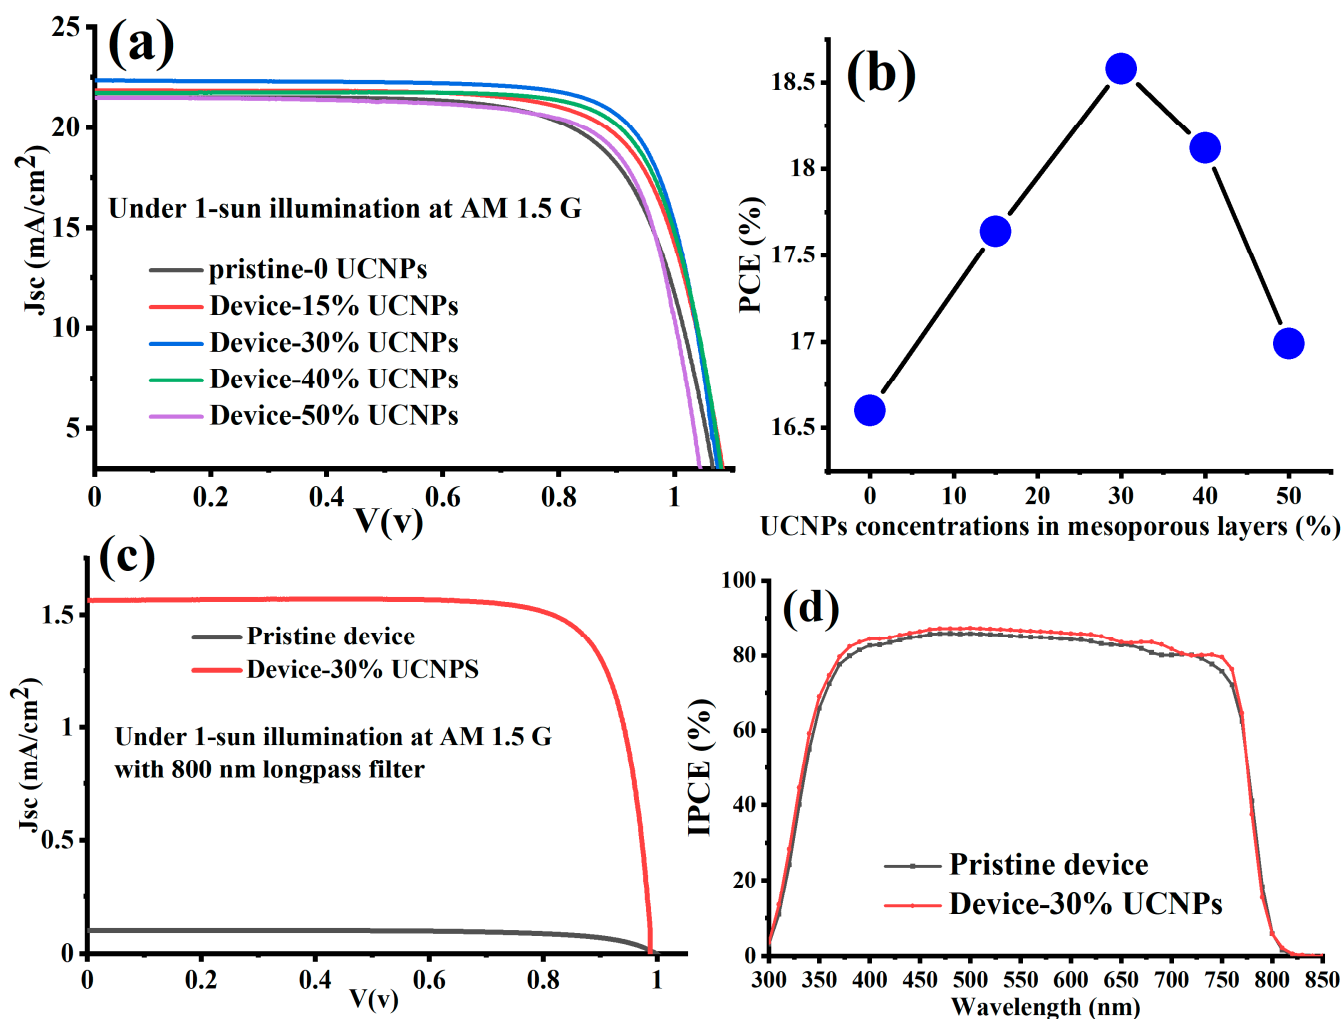 (a)
25
20
15
10
5
Jsc (mA/cm2)
Under 1-sun illumination at AM 1.5 G
pristine-0 UCNPs
Device-15% UCNPs
Device-30% UCNPs
Device-40% UCNPs
Device-50% UCNPs
0 0.2 0.4 0.6 0.8 1
V(v)
(b)
18.5
18
17.5
17
16.5
PCE (%)
0 10 20 30 40 50
UCNPs concentrations in mesoporous layers (%)
(c)
1.5
1
0.5
0
Jsc (mA/cm2)
Pristine device
Device-30% UCNPS
Under 1-sun illumination at AM 1.5 G
with 800 nm longpass filter
0 0.2 0.4 0.6 0.8 1
V(v)
(d)
100
80
60
40
20
0
IPCE (%)
Pristine device
Device-30% UCNPs
300 350 400 450 500 550 600 650 700 750 800 850
Wavelength (nm)